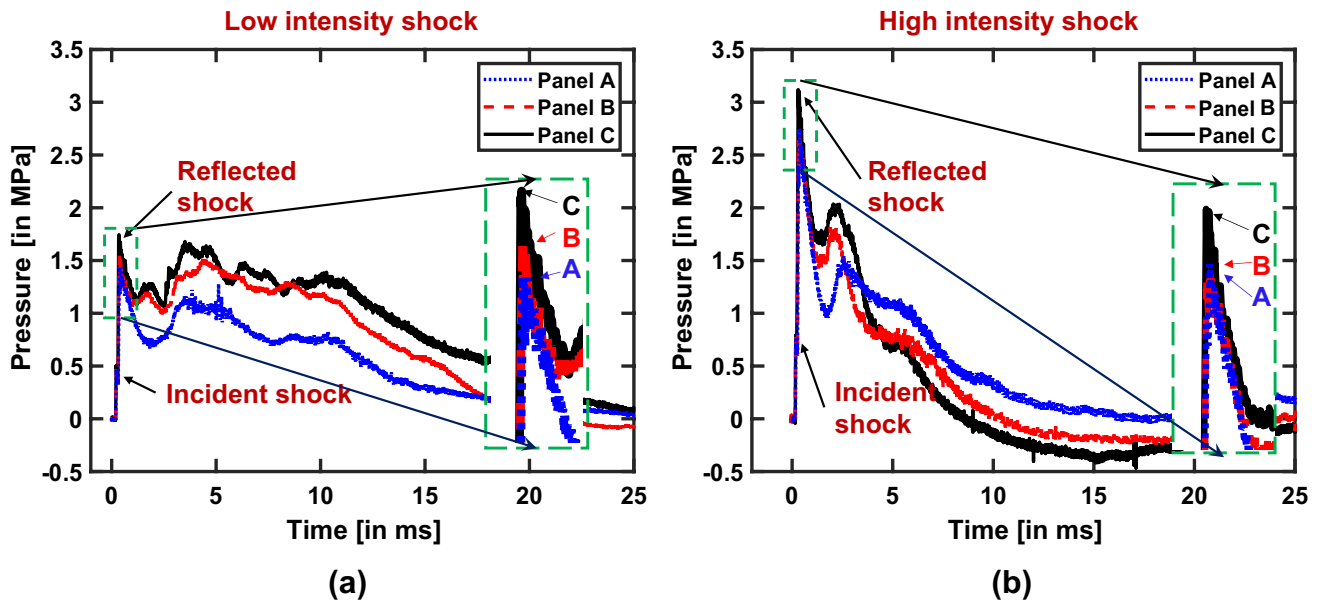 Low intensity shock
3.5
3
2.5
2
1.5
1
0.5
0
-0.5
Pressure [in MPa]
Panel A
Panel B
Panel C
Reflected
shock
Incident shock
C
B
A
0
5
10
15
20
25
Time [in ms]
(a)
High intensity shock
3.5
3
2.5
2
1.5
1
0.5
0
-0.5
Pressure [in MPa]
Panel A
Panel B
Panel C
Reflected
shock
Incident
shock
C
B
A
0
5
10
15
20
25
Time [in ms]
(b)